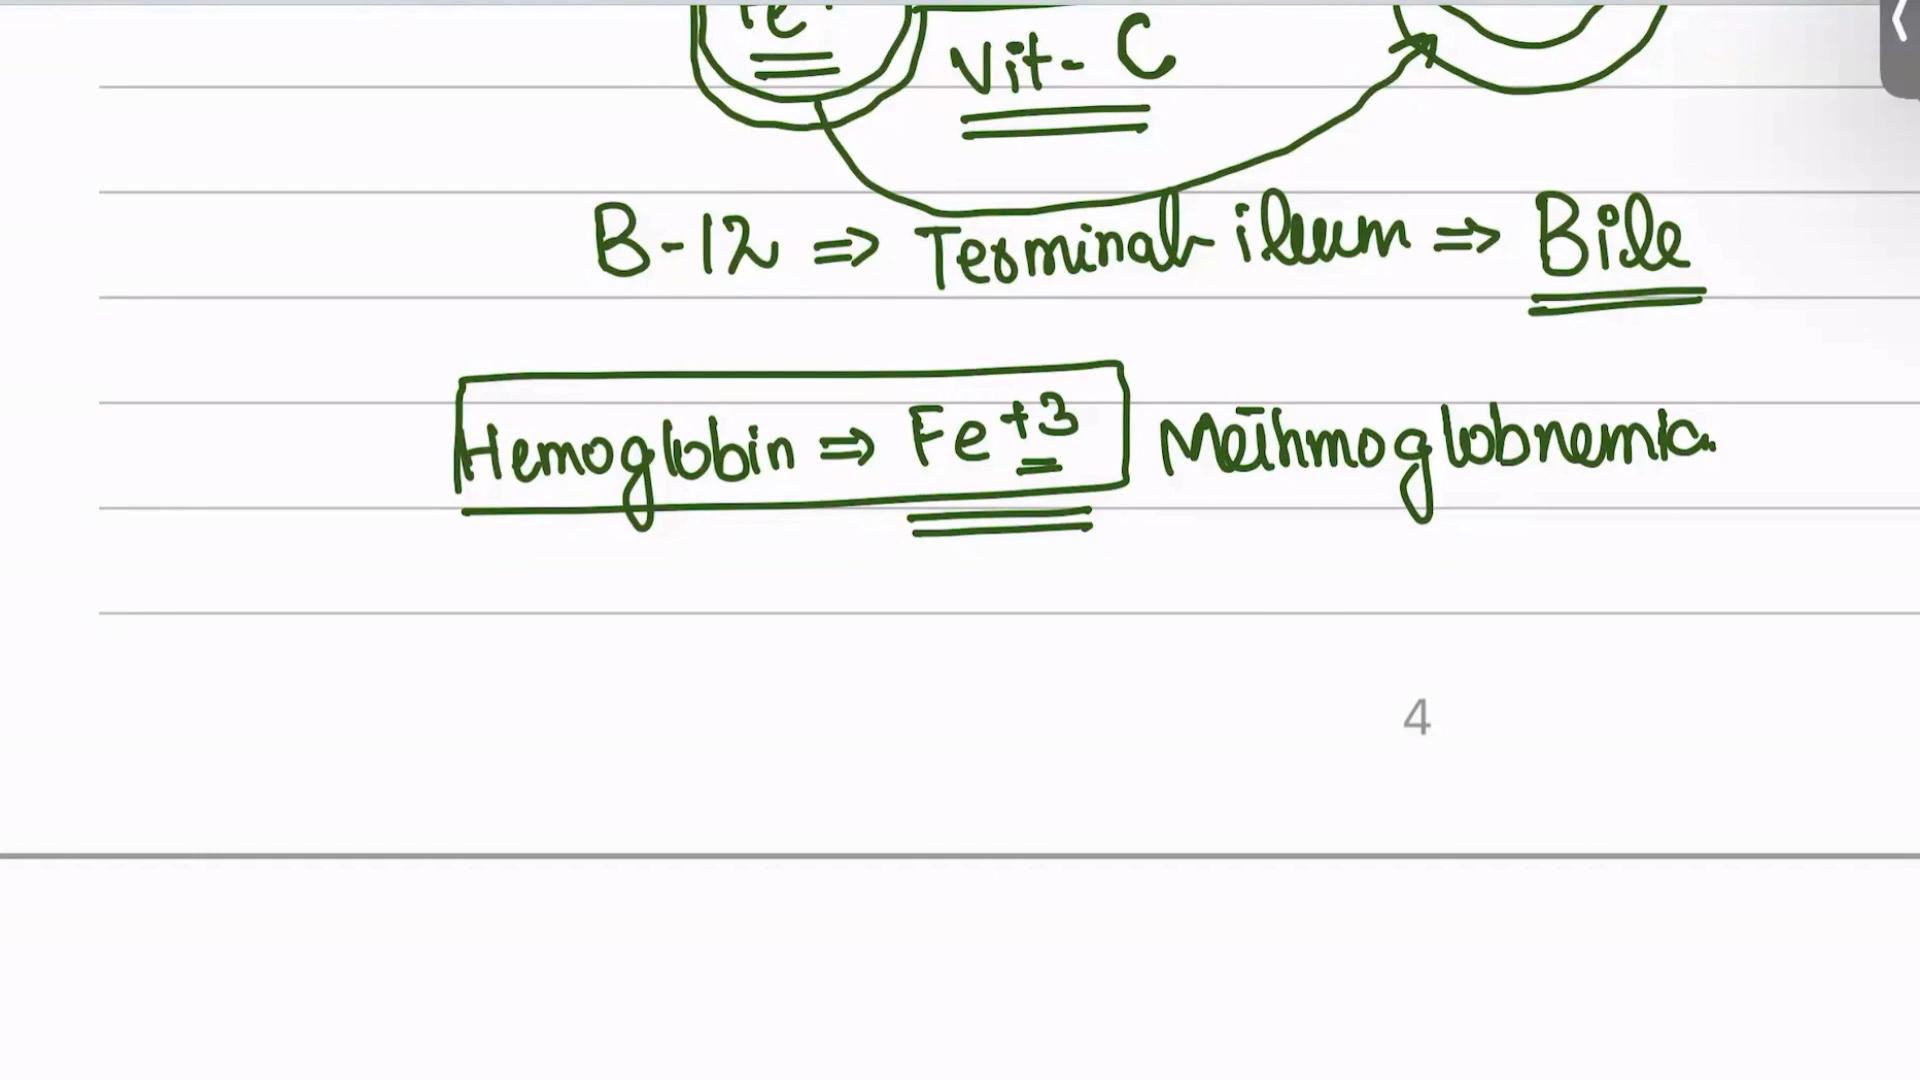 Vit- C
B-12 ⇒ Terminal ileum ⇒ Bile
Hemoglobin ⇒ Fe+3 Methmoglobnemia.
4